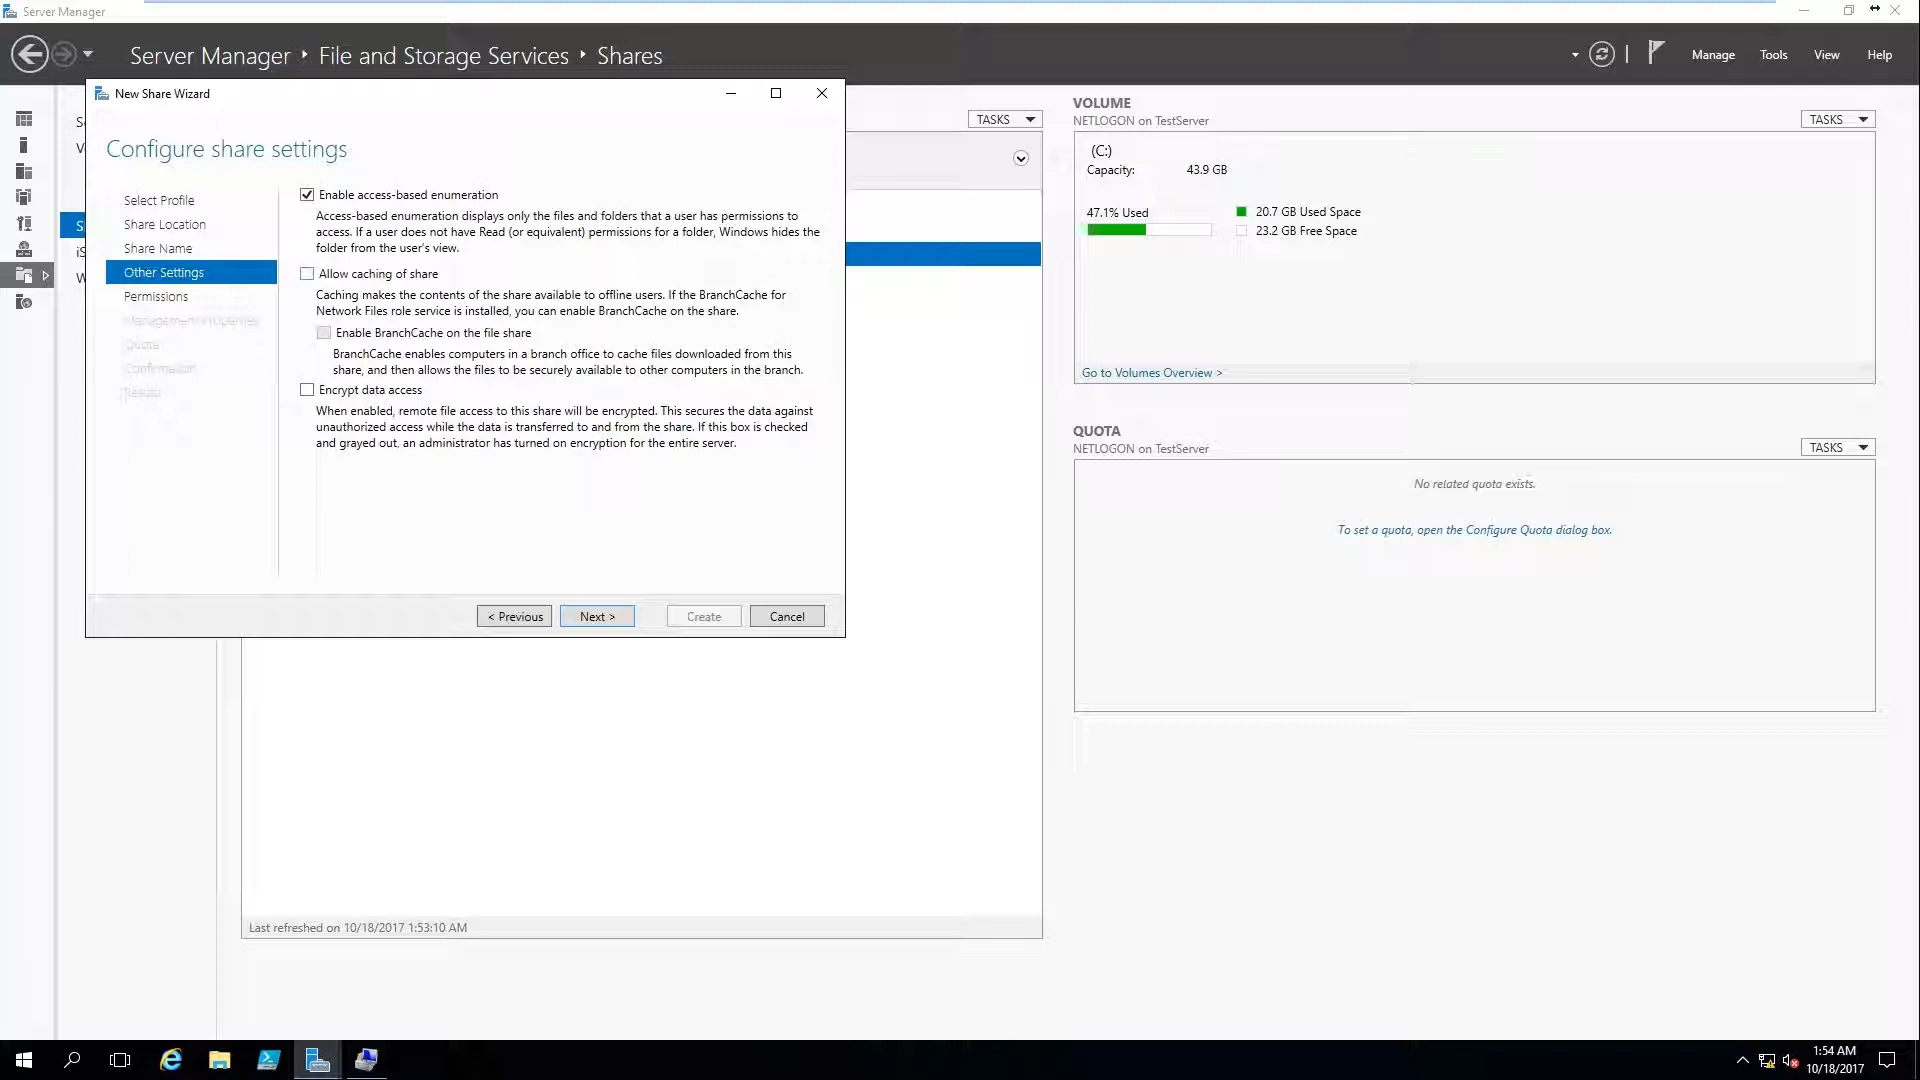 Server Manager
Server Manager ‣ File and Storage Services ‣ Shares
Manage
Tools
View
Help
New Share Wizard
Configure share settings
Select Profile
Share Location
Share Name
Other Settings
Permissions
Management Properties
Quota
Confirmation
Results
Enable access-based enumeration
Access-based enumeration displays only the files and folders that a user has permissions to
access. If a user does not have Read (or equivalent) permissions for a folder, Windows hides the
folder from the user's view.
Allow caching of share
Caching makes the contents of the share available to offline users. If the BranchCache for
Network Files role service is installed, you can enable BranchCache on the share.
Enable BranchCache on the file share
BranchCache enables computers in a branch office to cache files downloaded from this
share, and then allows the files to be securely available to other computers in the branch.
Encrypt data access
When enabled, remote file access to this share will be encrypted. This secures the data against
unauthorized access while the data is transferred to and from the share. If this box is checked
and grayed out, an administrator has turned on encryption for the entire server.
< Previous
Next >
Create
Cancel
TASKS
VOLUME
NETLOGON on TestServer
TASKS
(C:)
Capacity: 43.9 GB
47.1% Used
20.7 GB Used Space
23.2 GB Free Space
Go to Volumes Overview >
QUOTA
NETLOGON on TestServer
TASKS
No related quota exists.
To set a quota, open the Configure Quota dialog box.
Last refreshed on 10/18/2017 1:53:10 AM
1:54 AM
10/18/2017